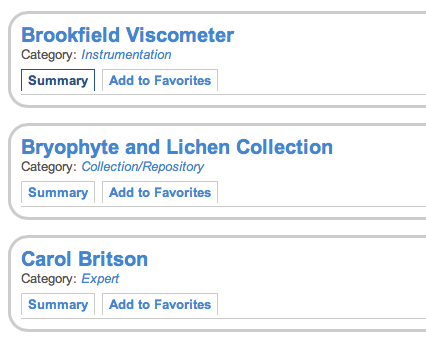 Brookfield Viscometer
Category: Instrumentation
Summary Add to Favorites
Bryophyte and Lichen Collection
Category: Collection/Repository
Summary Add to Favorites
Carol Britson
Category: Expert
Summary Add to Favorites